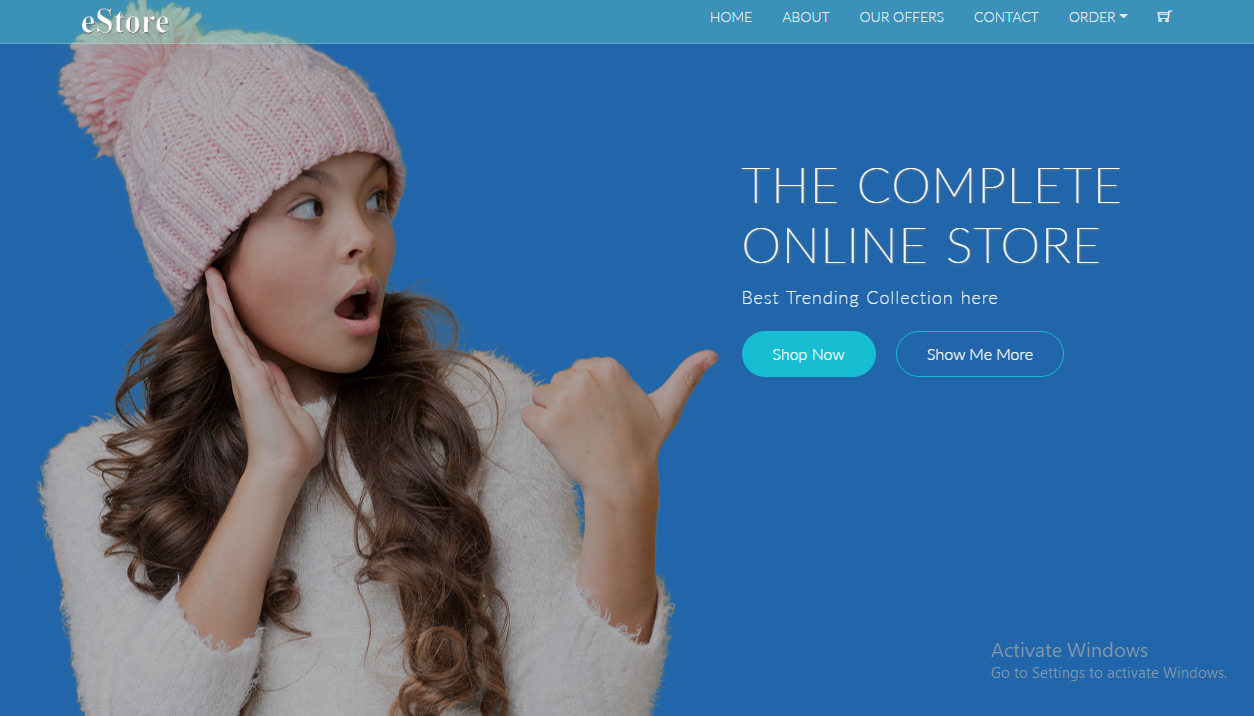 eStore
HOME ABOUT OUR OFFERS CONTACT ORDER
THE COMPLETE
ONLINE STORE
Best Trending Collection here
Shop Now Show Me More
Activate Windows
Go to Settings to activate Windows.